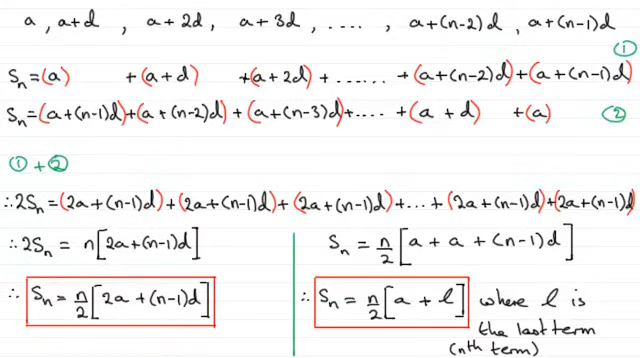 a , a+d , a+2d , a+3d , ..... , a+(n-2)d , a+(n-1)d
①
Sn = (a) + (a+d) + (a+2d) + ...... + (a+(n-2)d) + (a+(n-1)d)
Sn = (a+(n-1)d) + (a+(n-2)d) + (a+(n-3)d) + .... + (a+d) + (a) ②
① + ②
∴ 2Sn = (2a+(n-1)d) + (2a+(n-1)d) + (2a+(n-1)d) + ... + (2a+(n-1)d) + (2a+(n-1)d)
∴ 2Sn = n[2a+(n-1)d]
∴ Sn = n/2 [2a+(n-1)d]
Sn = n/2 [a + a + (n-1)d]
∴ Sn = n/2 [a + l] where l is
the last term
(nth term)